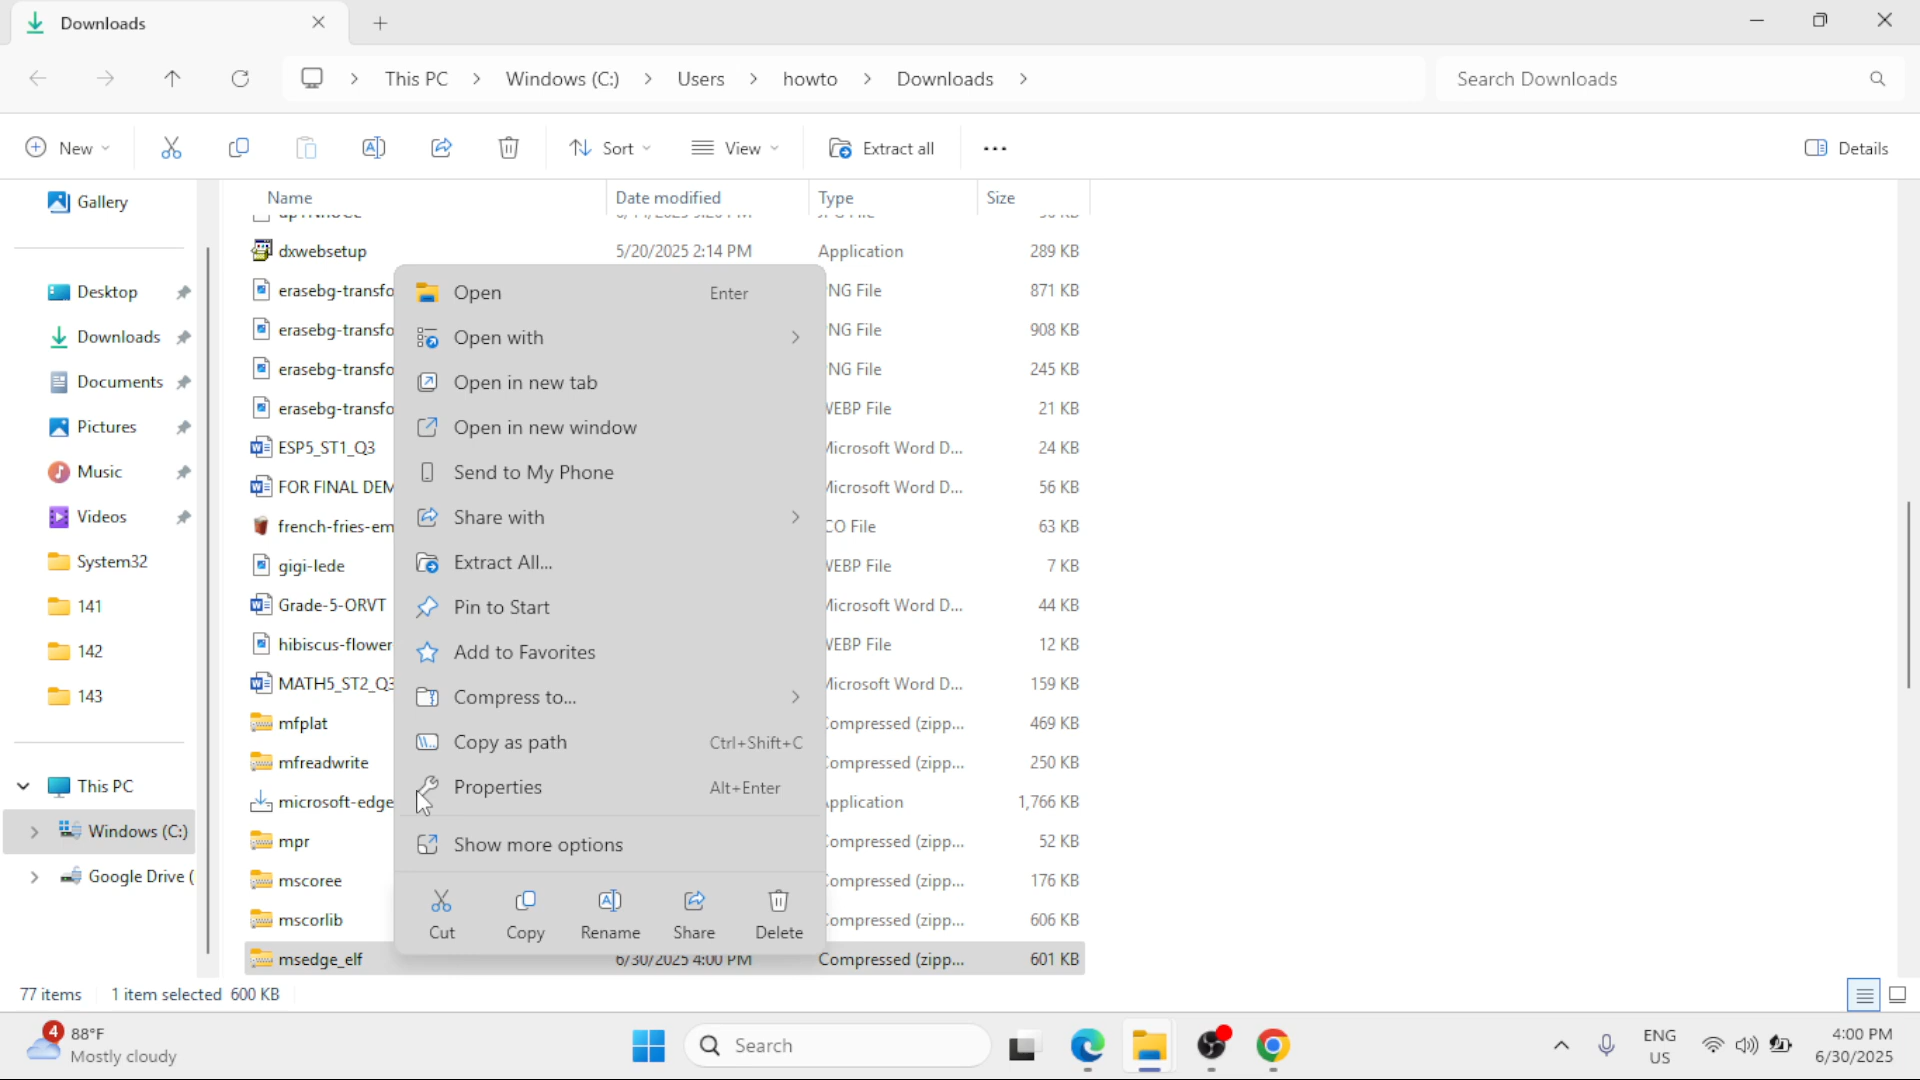 Downloads
This PC > Windows (C:) > Users > howto > Downloads >
Search Downloads
New
Sort
View
Extract all
Details
Gallery
Desktop
Downloads
Documents
Pictures
Music
Videos
System32
141
142
143
This PC
Windows (C:)
Google Drive (
Name Date modified Type Size
dxwebsetup 5/20/2025 2:14 PM Application 289 KB
erasebg-transfo NG File 871 KB
erasebg-transfo NG File 908 KB
erasebg-transfo NG File 245 KB
erasebg-transfo VEBP File 21 KB
ESP5_ST1_Q3 Microsoft Word D... 24 KB
FOR FINAL DEM Microsoft Word D... 56 KB
french-fries-em CO File 63 KB
gigi-lede VEBP File 7 KB
Grade-5-ORVT Microsoft Word D... 44 KB
hibiscus-flower VEBP File 12 KB
MATH5_ST2_Q3 Microsoft Word D... 159 KB
mfplat Compressed (zipp... 469 KB
mfreadwrite Compressed (zipp... 250 KB
microsoft-edge pplication 1,766 KB
mpr Compressed (zipp... 52 KB
mscoree Compressed (zipp... 176 KB
mscorlib Compressed (zipp... 606 KB
msedge_elf 6/30/2025 4:00 PM Compressed (zipp... 601 KB
Open Enter
Open with
Open in new tab
Open in new window
Send to My Phone
Share with
Extract All...
Pin to Start
Add to Favorites
Compress to...
Copy as path Ctrl+Shift+C
Properties Alt+Enter
Show more options
Cut Copy Rename Share Delete
77 items 1 item selected 600 KB
4
88°F
Mostly cloudy
Search
ENG
US
4:00 PM
6/30/2025